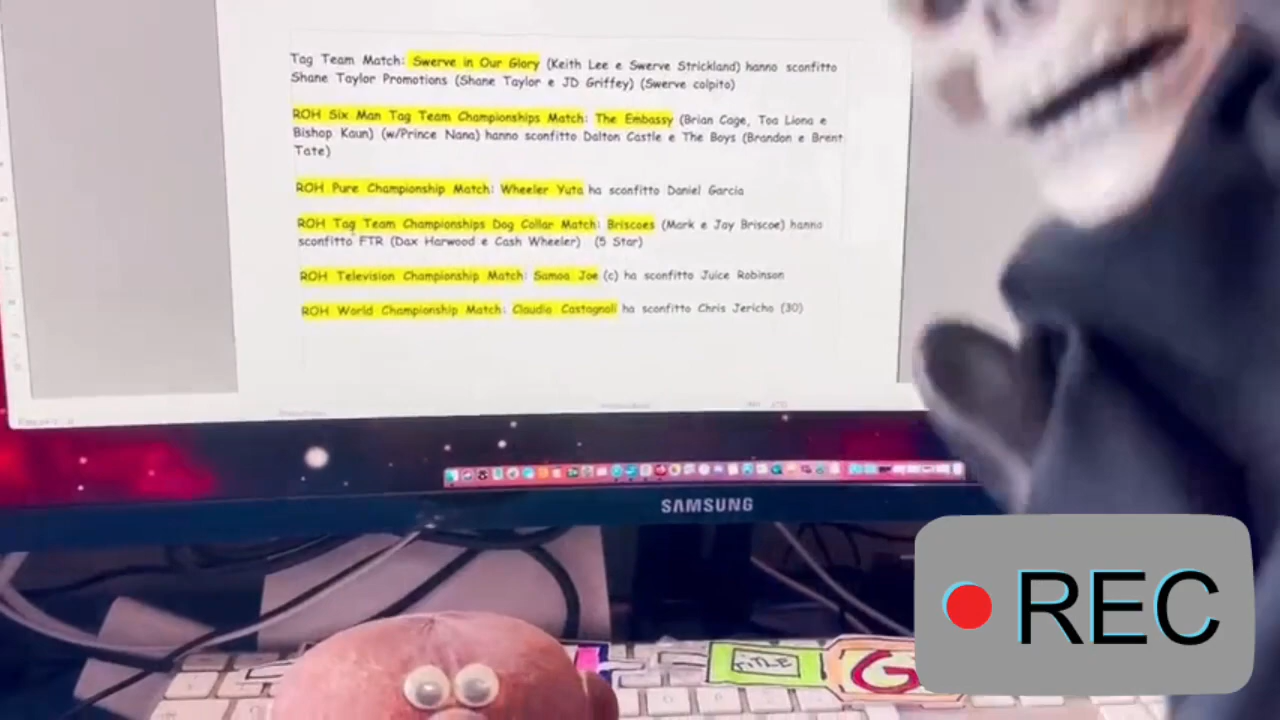 Tag Team Match: Swerve in Our Glory (Keith Lee e Swerve Strickland) hanno sconfitto
Shane Taylor Promotions (Shane Taylor e JD Griffey) (Swerve colpito)
ROH Six Man Tag Team Championships Match: The Embassy (Brian Cage, Toa Liona e
Bishop Kaun) (w/Prince Nana) hanno sconfitto Dalton Castle e The Boys (Brandon e Brent
Tate)
ROH Pure Championship Match: Wheeler Yuta ha sconfitto Daniel Garcia
ROH Tag Team Championships Dog Collar Match: Briscoes (Mark e Jay Briscoe) hanno
sconfitto FTR (Dax Harwood e Cash Wheeler) (5 Star)
ROH Television Championship Match: Samoa Joe (c) ha sconfitto Juice Robinson
ROH World Championship Match: Claudio Castagnoli ha sconfitto Chris Jericho (30)
SAMSUNG
TITLE
G
REC